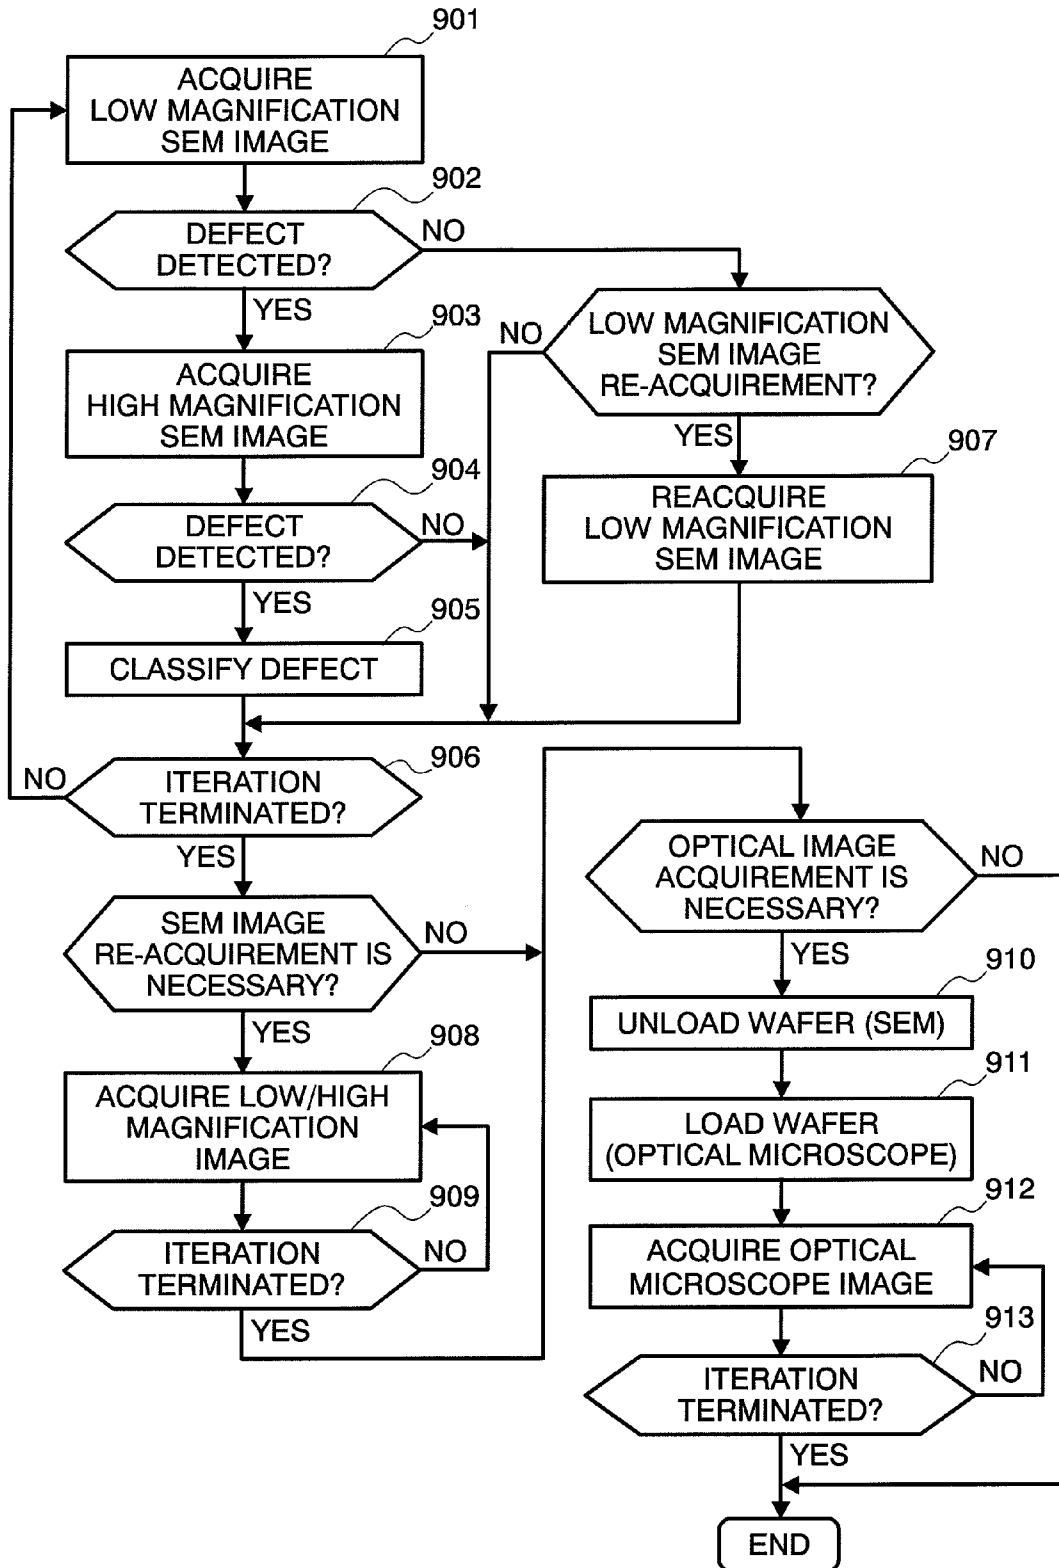 901
ACQUIRE
LOW MAGNIFICATION
SEM IMAGE
902
DEFECT
DETECTED?
NO
YES
903
ACQUIRE
HIGH MAGNIFICATION
SEM IMAGE
NO
LOW MAGNIFICATION
SEM IMAGE
RE-ACQUIREMENT?
YES
907
REACQUIRE
LOW MAGNIFICATION
SEM IMAGE
904
DEFECT
DETECTED?
NO
YES
905
CLASSIFY DEFECT
906
NO
ITERATION
TERMINATED?
YES
SEM IMAGE
RE-ACQUIREMENT IS
NECESSARY?
NO
YES
908
ACQUIRE LOW/HIGH
MAGNIFICATION
IMAGE
909
ITERATION
TERMINATED?
NO
YES
OPTICAL IMAGE
ACQUIREMENT IS
NECESSARY?
NO
YES
910
UNLOAD WAFER (SEM)
911
LOAD WAFER
(OPTICAL MICROSCOPE)
912
ACQUIRE OPTICAL
MICROSCOPE IMAGE
913
ITERATION
TERMINATED?
NO
YES
END